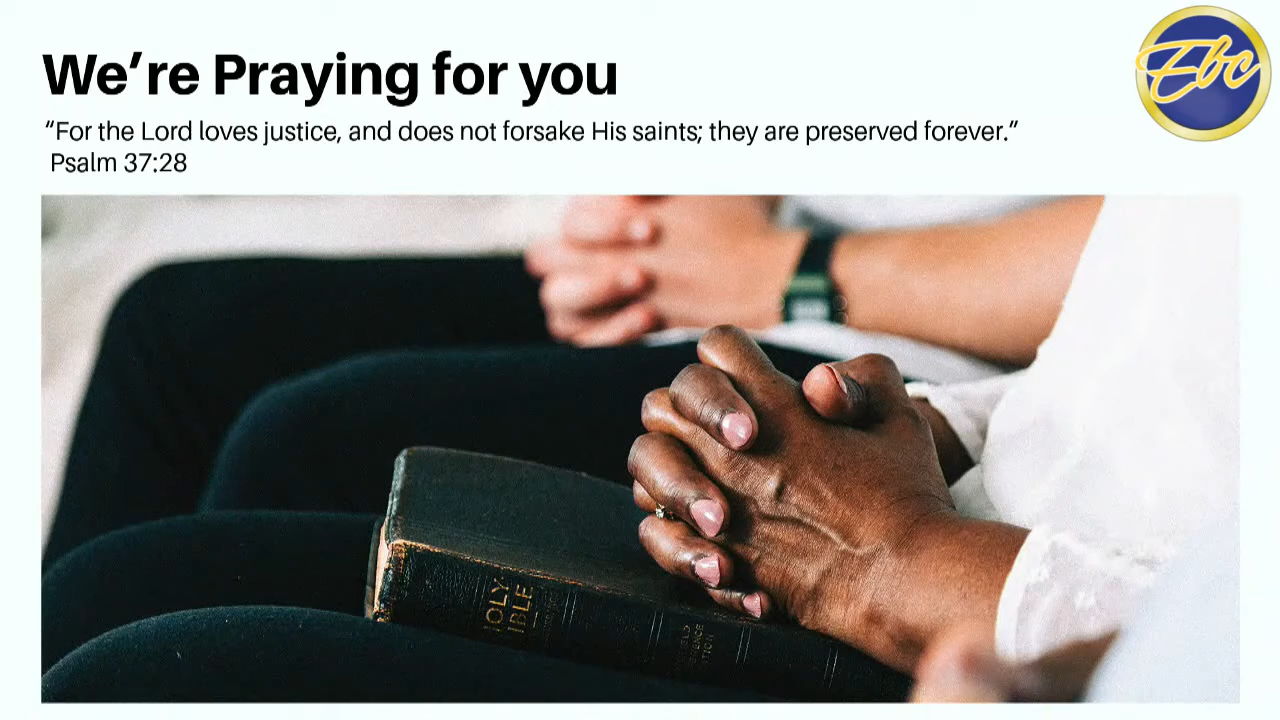 We’re Praying for you
“For the Lord loves justice, and does not forsake His saints; they are preserved forever.”
Psalm 37:28
Ebc
HOLY
IBLE